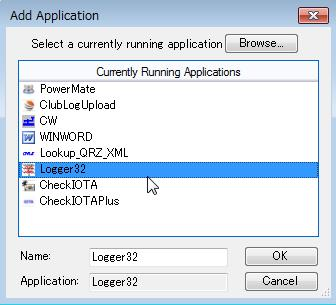 Add Application
Select a currently running application Browse...
Currently Running Applications
PowerMate
ClubLogUpload
CW
WINWORD
Lookup_QRZ_XML
Logger32
CheckIOTA
CheckIOTAPlus
Name: Logger32 OK
Application: Logger32 Cancel